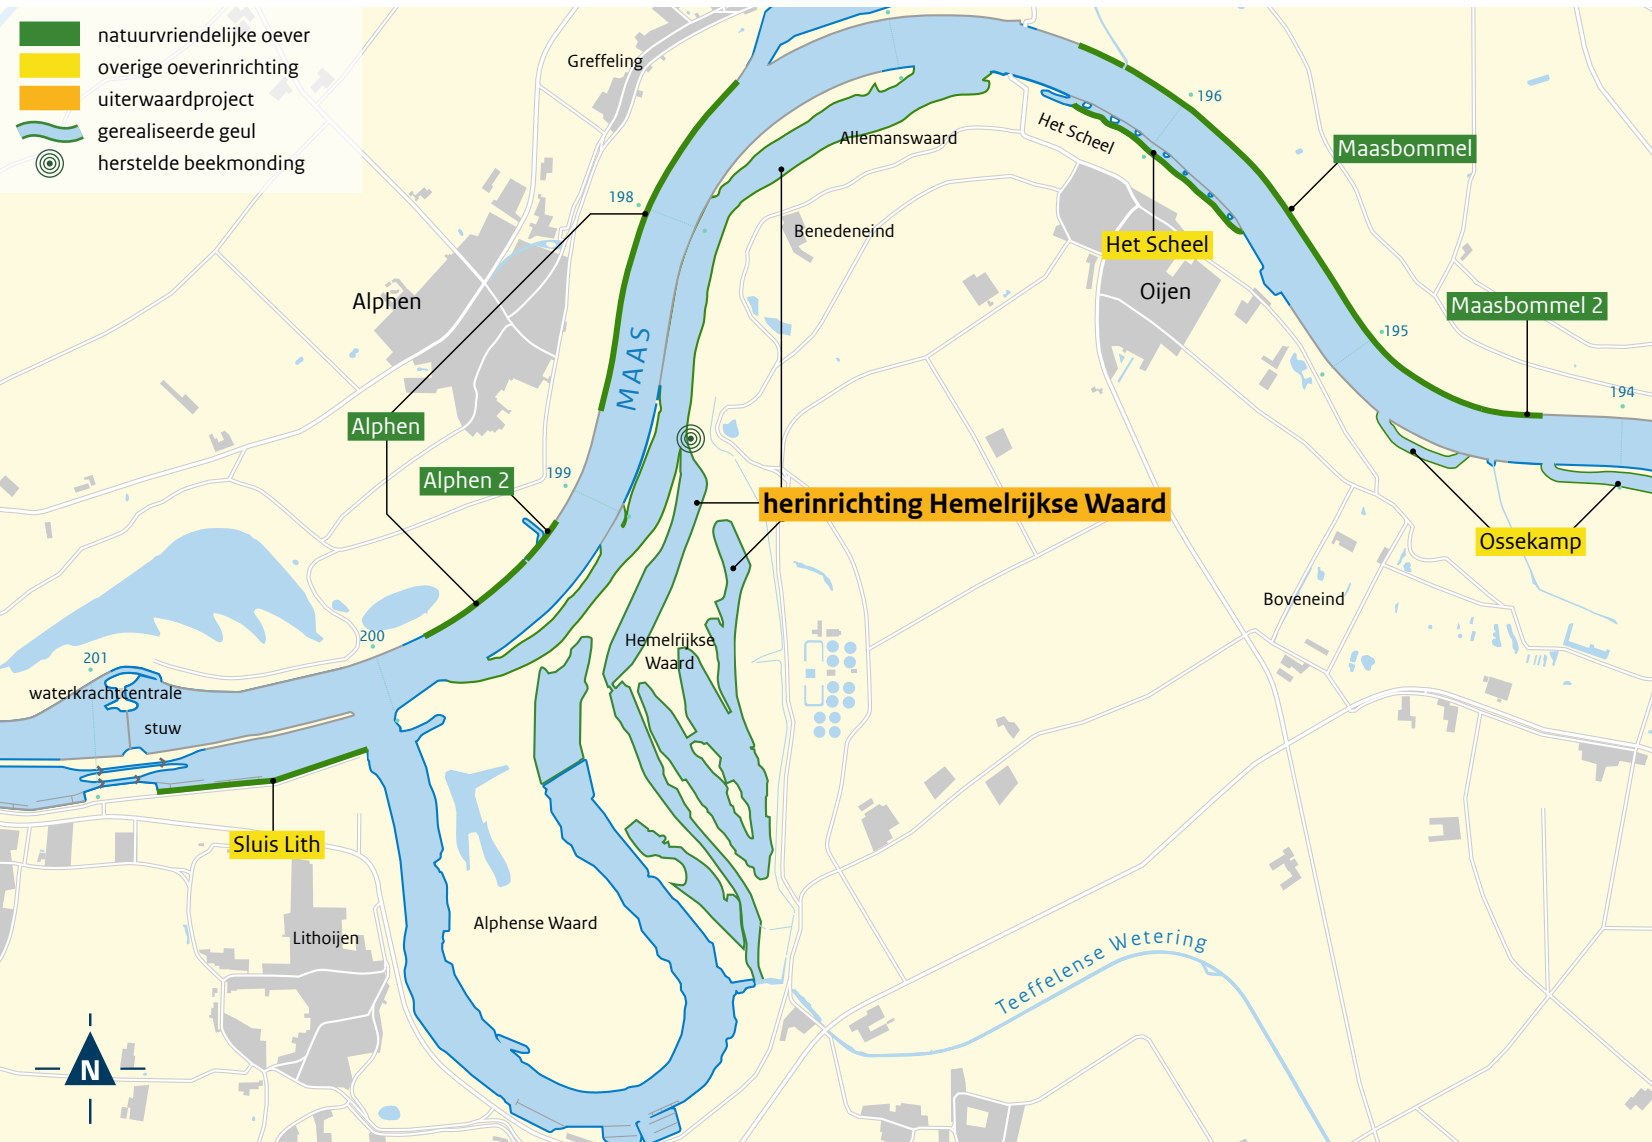 natuurvriendelijke oever
overige oeverinrichting
uiterwaardproject
gerealiseerde geul
herstelde beekmonding
Greffeling
196
Allemanswaard
Het Scheel
Maasbommel
198
Benedeneind
Het Scheel
Alphen
Oijen
Maasbommel 2
MAAS
195
194
Alphen
199
Alphen 2
herinrichting Hemelrijkse Waard
Ossekamp
Boveneind
200
Hemelrijkse
Waard
201
waterkrachtcentrale
stuw
Sluis Lith
Alphense Waard
Lithoijen
Teeffelense Wetering
N